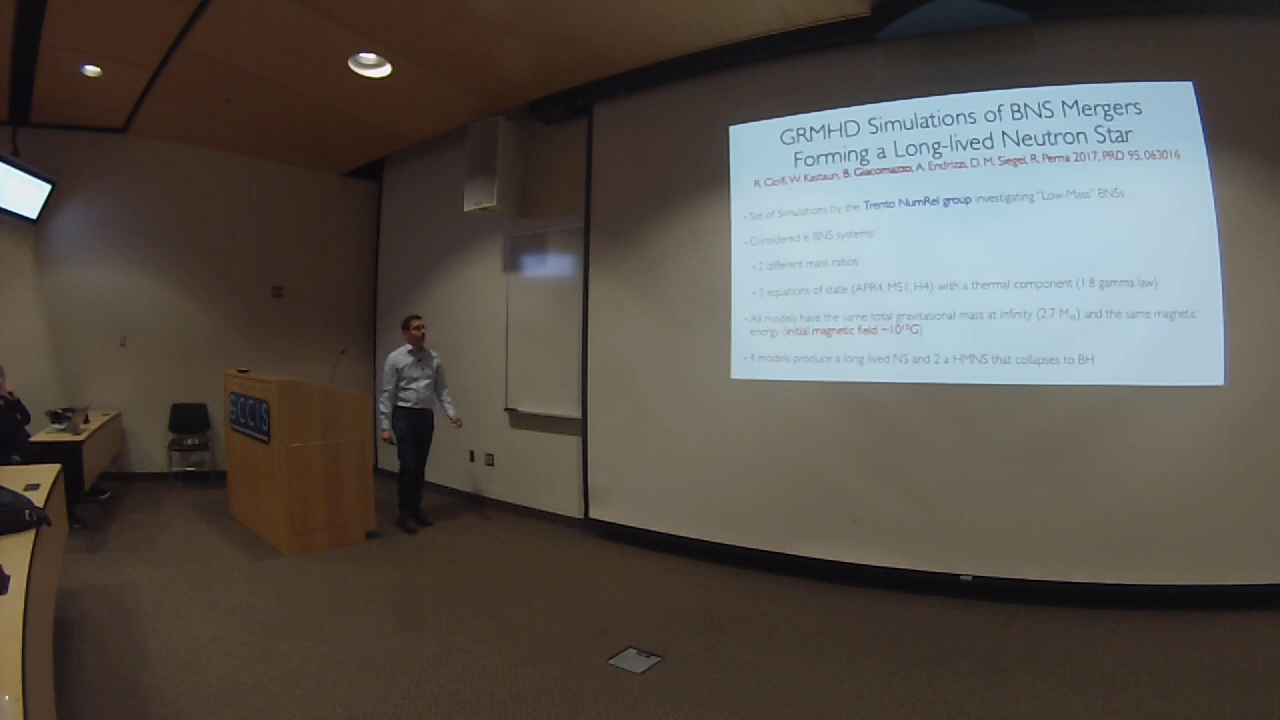 GRMHD Simulations of BNS Mergers
Forming a Long-lived Neutron Star
R. Ciolfi, W. Kastaun, B. Giacomazzo, A. Endrizzi, D. M. Siegel, R. Perna 2017, PRD 95, 063016
• Set of Simulations by the Trento NumRel group investigating "Low-Mass" BNSs
• Considered 6 BNS systems:
• 2 different mass ratios
• 3 equations of state (APR4, MS1, H4) with a thermal component (1.8 gamma law)
• All models have the same total gravitational mass at infinity (2.7 M⊙) and the same magnetic
energy (initial magnetic field ~10¹⁵G)
• 4 models produce a long lived NS and 2 a HMNS that collapses to BH
CCIS